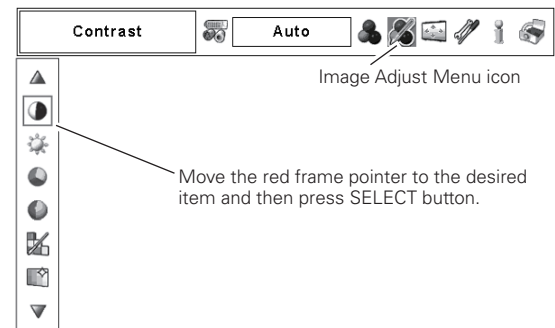 Contrast
Auto
Image Adjust Menu icon
Move the red frame pointer to the desired
item and then press SELECT button.